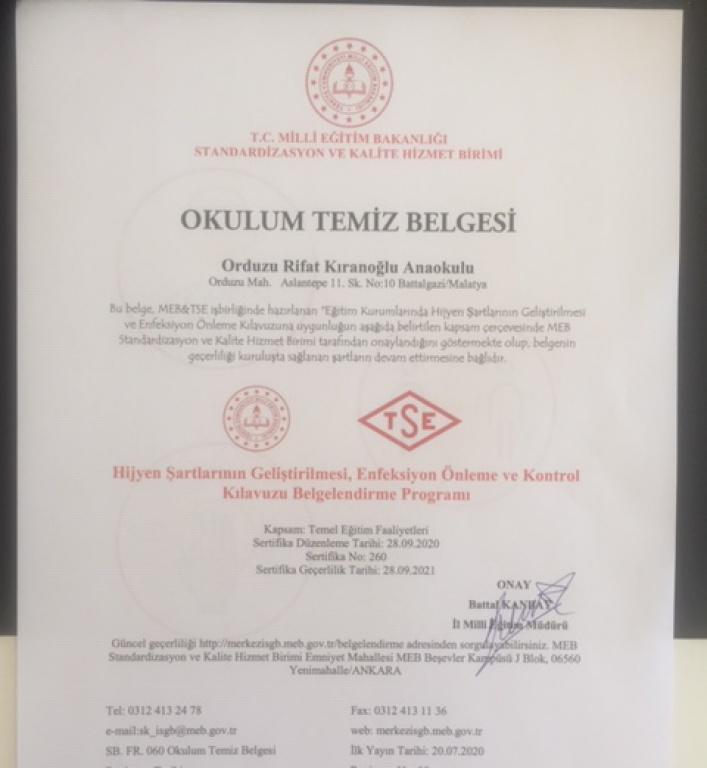 T.C. MİLLİ EĞİTİM BAKANLIĞI
STANDARDİZASYON VE KALİTE HİZMET BİRİMİ
OKULUM TEMİZ BELGESİ
Orduzu Rifat Kıranoğlu Anaokulu
Orduzu Mah. Aslantepe 11. Sk. No:10 Battalgazi/Malatya
Bu belge, MEB&TSE işbirliğinde hazırlanan "Eğitim Kurumlarında Hijyen Şartlarının Geliştirilmesi
ve Enfeksiyon Önleme Kılavuzuna uygunluğun aşağıda belirtilen kapsam çerçevesinde MEB
Standardizasyon ve Kalite Hizmet Birimi tarafından onaylandığını göstermekte olup, belgenin
geçerliliği kuruluşta sağlanan şartların devam ettirmesine bağlıdır.
TSE
Hijyen Şartlarının Geliştirilmesi, Enfeksiyon Önleme ve Kontrol
Kılavuzu Belgelendirme Programı
Kapsam: Temel Eğitim Faaliyetleri
Sertifika Düzenleme Tarihi: 28.09.2020
Sertifika No: 260
Sertifika Geçerlilik Tarihi: 28.09.2021
ONAY
Battal KANBAY
İl Milli Eğitim Müdürü
Güncel geçerliliği http://merkezisgb.meb.gov.tr/belgelendirme adresinden sorgulayabilirsiniz. MEB
Standardizasyon ve Kalite Hizmet Birimi Emniyet Mahallesi MEB Beşevler Kampüsü J Blok, 06560
Yenimahalle/ANKARA
Tel: 0312 413 24 78
Fax: 0312 413 11 36
e-mail:sk_isgb@meb.gov.tr
web: merkezisgb.meb.gov.tr
SB. FR. 060 Okulum Temiz Belgesi
İlk Yayın Tarihi: 20.07.2020